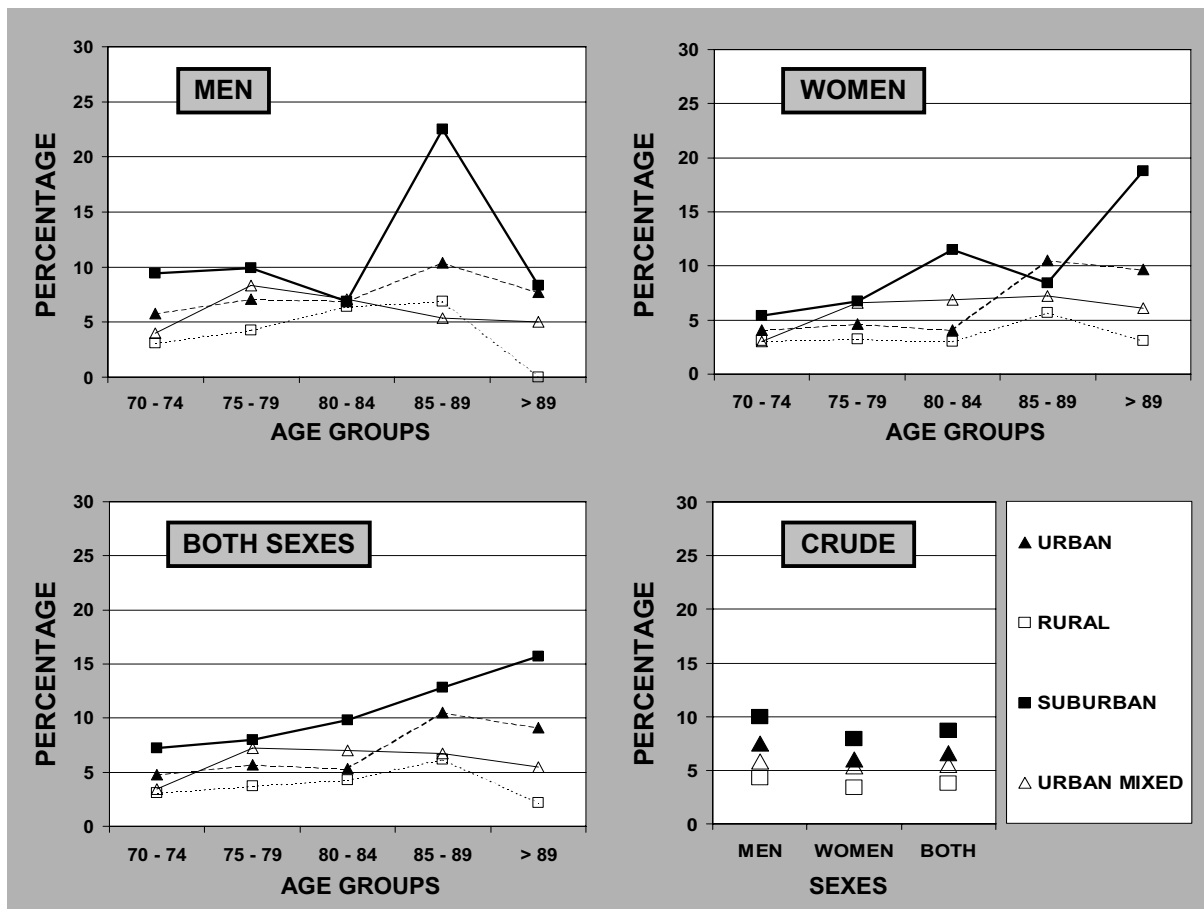 MEN
30
25
20
15
10
5
0
PERCENTAGE
70 - 74 75 - 79 80 - 84 85 - 89 > 89
AGE GROUPS
WOMEN
30
25
20
15
10
5
0
PERCENTAGE
70 - 74 75 - 79 80 - 84 85 - 89 > 89
AGE GROUPS
BOTH SEXES
30
25
20
15
10
5
0
PERCENTAGE
70 - 74 75 - 79 80 - 84 85 - 89 > 89
AGE GROUPS
CRUDE
30
25
20
15
10
5
0
PERCENTAGE
MEN WOMEN BOTH
SEXES
URBAN
RURAL
SUBURBAN
URBAN MIXED